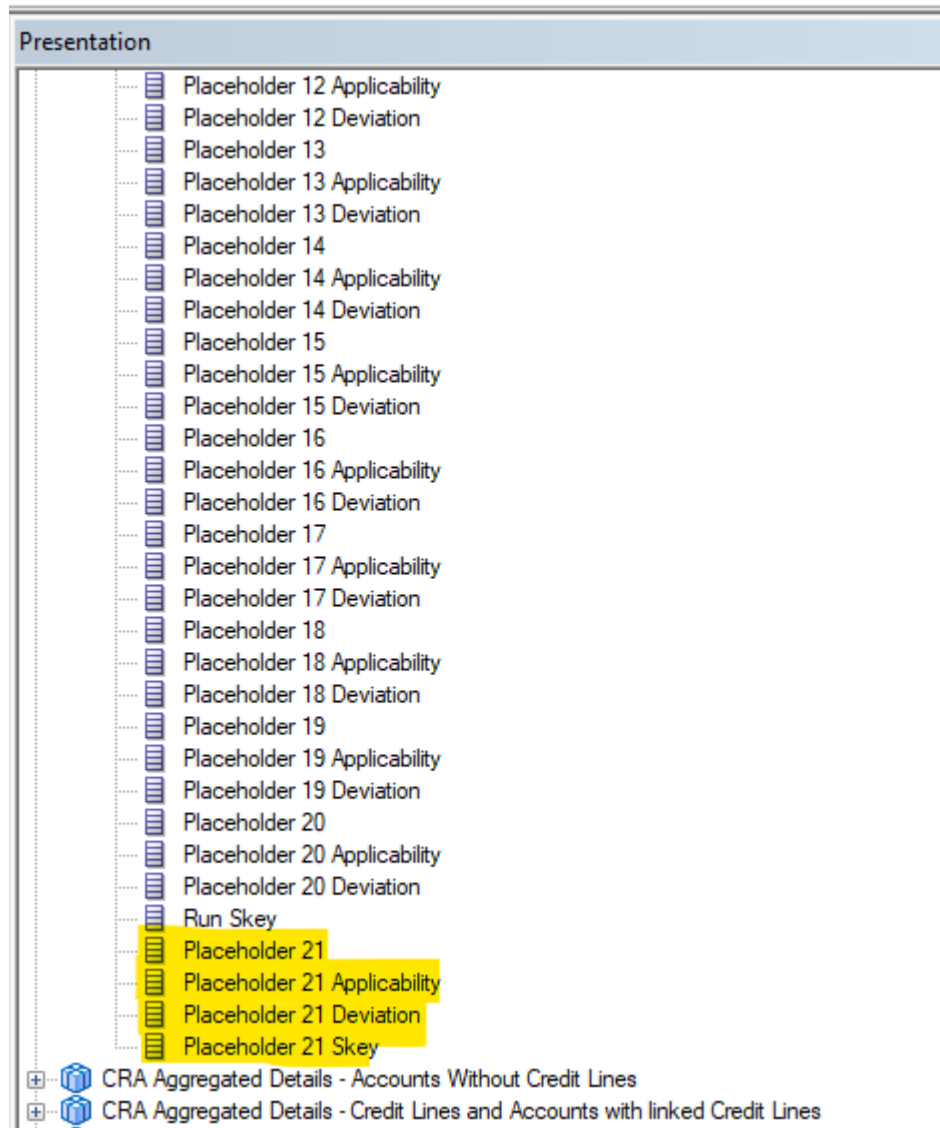 Presentation
Placeholder 12 Applicability
Placeholder 12 Deviation
Placeholder 13
Placeholder 13 Applicability
Placeholder 13 Deviation
Placeholder 14
Placeholder 14 Applicability
Placeholder 14 Deviation
Placeholder 15
Placeholder 15 Applicability
Placeholder 15 Deviation
Placeholder 16
Placeholder 16 Applicability
Placeholder 16 Deviation
Placeholder 17
Placeholder 17 Applicability
Placeholder 17 Deviation
Placeholder 18
Placeholder 18 Applicability
Placeholder 18 Deviation
Placeholder 19
Placeholder 19 Applicability
Placeholder 19 Deviation
Placeholder 20
Placeholder 20 Applicability
Placeholder 20 Deviation
Run Skey
Placeholder 21
Placeholder 21 Applicability
Placeholder 21 Deviation
Placeholder 21 Skey
CRA Aggregated Details - Accounts Without Credit Lines
CRA Aggregated Details - Credit Lines and Accounts with linked Credit Lines